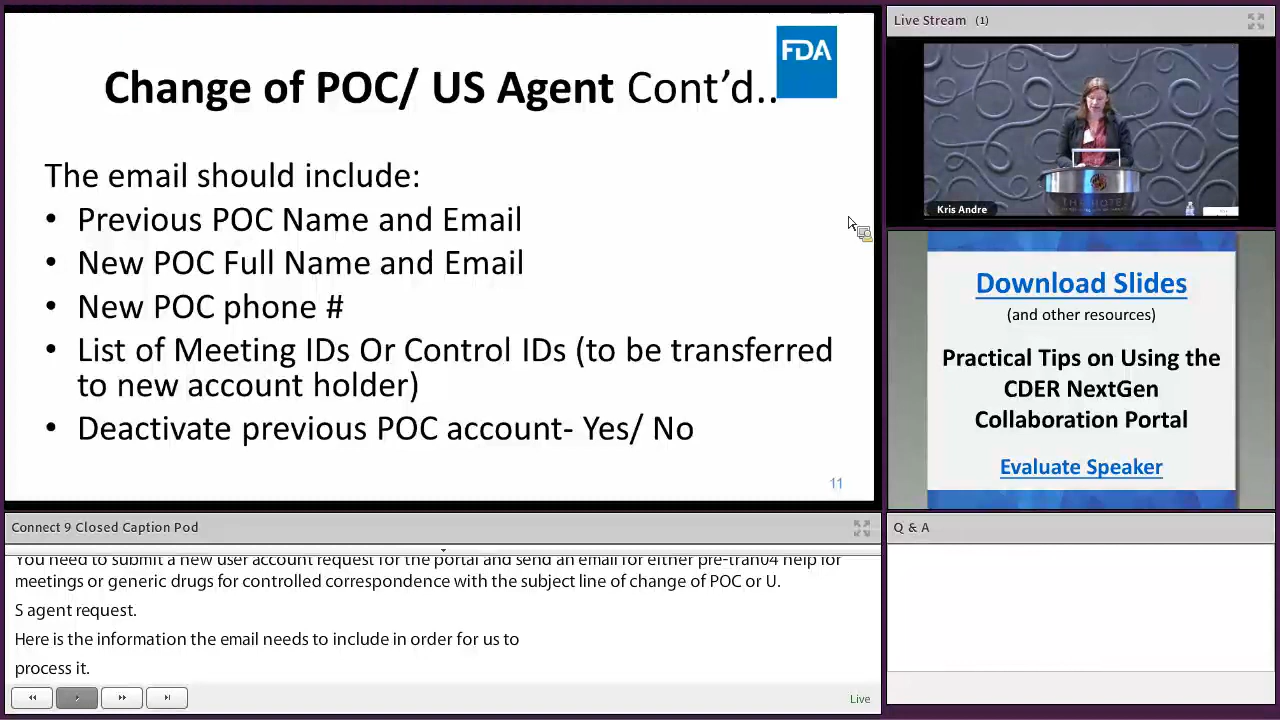 FDA
Change of POC/ US Agent Cont'd..
The email should include:
• Previous POC Name and Email
• New POC Full Name and Email
• New POC phone #
• List of Meeting IDs Or Control IDs (to be transferred
to new account holder)
• Deactivate previous POC account- Yes/ No
11
Live Stream (1)
Kris Andre
Download Slides
(and other resources)
Practical Tips on Using the
CDER NextGen
Collaboration Portal
Evaluate Speaker
Connect 9 Closed Caption Pod
You need to submit a new user account request for the portal and send an email for either pre-tran04 help for
meetings or generic drugs for controlled correspondence with the subject line of change of POC or U.
S agent request.
Here is the information the email needs to include in order for us to
process it.
Live
Q & A